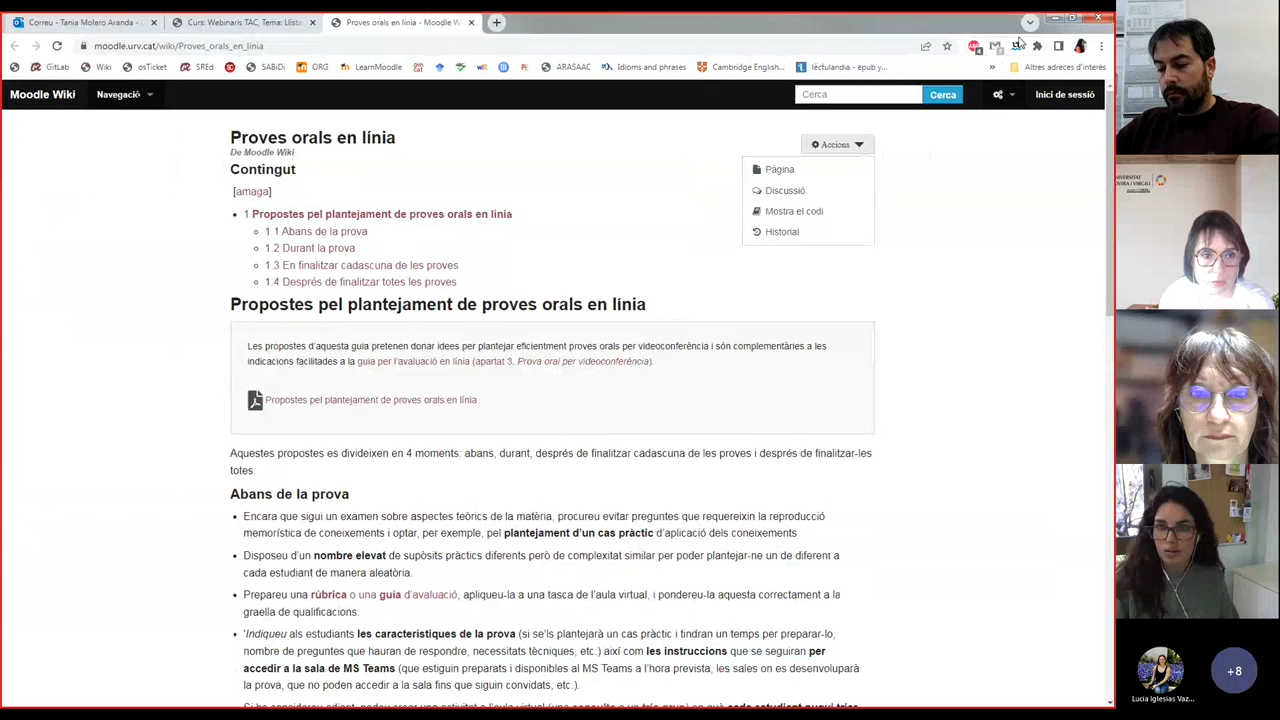 Correu - Tania Molero Aranda -
Curs: Webinaris TAC, Tema: Llista
Proves orals en línia - Moodle W
moodle.urv.cat/wiki/Proves_orals_en_línia
GitLab
Wiki
osTicket
SREd
SABiDi
ORG
LearnMoodle
ARASAAC
Idioms and phrases
Cambridge English...
lectulandia - epub y...
»
Altres adreces d'interès
Moodle Wiki
Navegació
Cerca
Cerca
Inici de sessió
Proves orals en línia
De Moodle Wiki
Accions
Pàgina
Discussió
Mostra el codi
Historial
Contingut
[amaga]
1 Propostes pel plantejament de proves orals en línia
1.1 Abans de la prova
1.2 Durant la prova
1.3 En finalitzar cadascuna de les proves
1.4 Després de finalitzar totes les proves
Propostes pel plantejament de proves orals en línia
Les propostes d'aquesta guia pretenen donar idees per plantejar eficientment proves orals per videoconferència i són complementàries a les
indicacions facilitades a la guia per l'avaluació en línia (apartat 3, Prova oral per videoconferència).
Propostes pel plantejament de proves orals en línia
Aquestes propostes es divideixen en 4 moments: abans, durant, després de finalitzar cadascuna de les proves i després de finalitzar-les
totes.
Abans de la prova
Encara que sigui un examen sobre aspectes teòrics de la matèria, procureu evitar preguntes que requereixin la reproducció
memorística de coneixements i optar, per exemple, pel plantejament d'un cas pràctic d'aplicació dels coneixements
Disposeu d'un nombre elevat de supòsits pràctics diferents però de complexitat similar per poder plantejar-ne un de diferent a
cada estudiant de manera aleatòria.
Prepareu una rúbrica o una guia d'avaluació, apliqueu-la a una tasca de l'aula virtual, i pondereu-la aquesta correctament a la
graella de qualificacions.
'Indiqueu als estudiants les característiques de la prova (si se'ls plantejarà un cas pràctic i tindran un temps per preparar-lo,
nombre de preguntes que hauran de respondre, necessitats tècniques, etc.) així com les instruccions que se seguiran per
accedir a la sala de MS Teams (que estiguin preparats i disponibles al MS Teams a l'hora prevista, les sales on es desenvoluparà
la prova, que no poden accedir a la sala fins que siguin convidats, etc.).
UNIVERSITAT
ROVIRA I VIRGILI
Lucia Iglesias Vaz...
+8